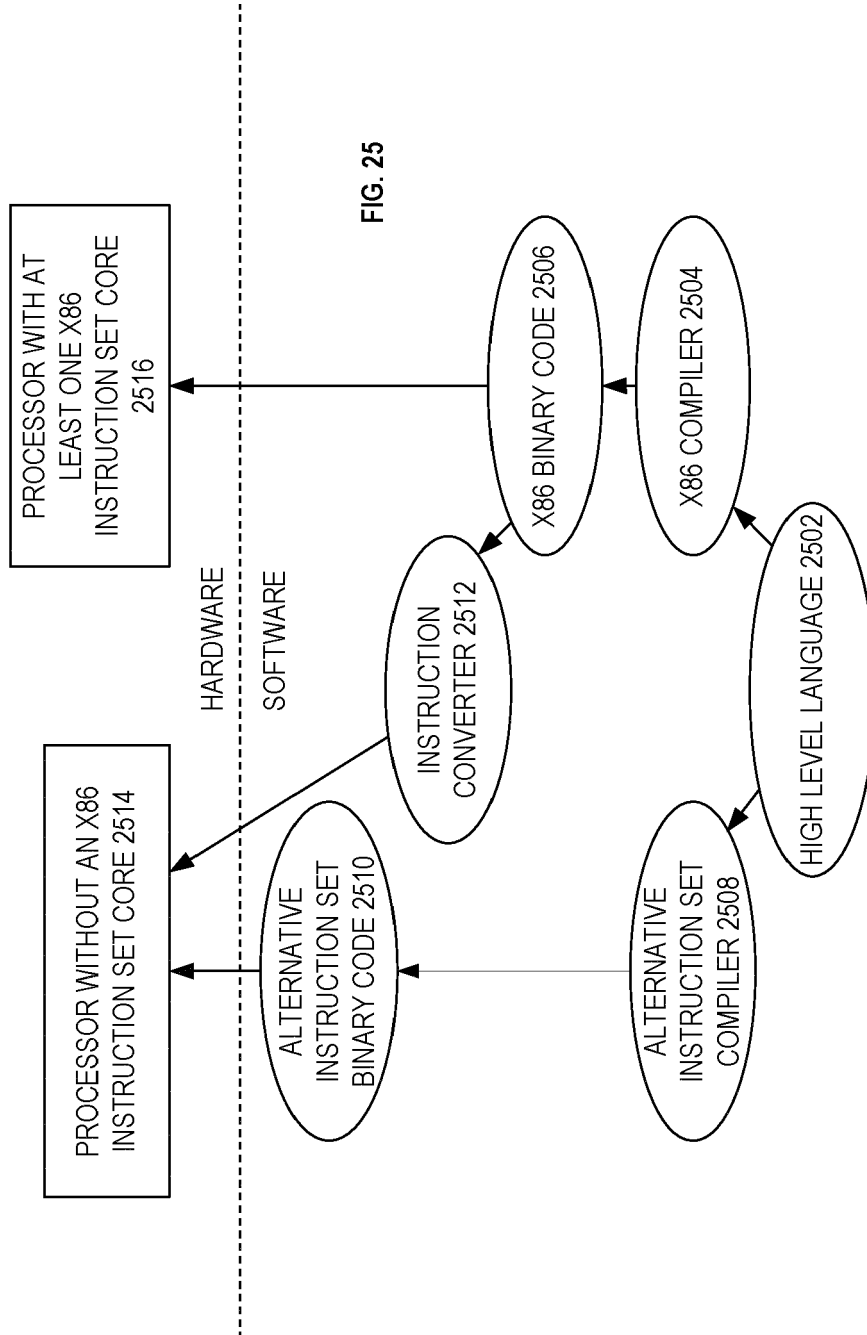 PROCESSOR WITHOUT AN X86
INSTRUCTION SET CORE 2514
PROCESSOR WITH AT
LEAST ONE X86
INSTRUCTION SET CORE
2516
HARDWARE
SOFTWARE
ALTERNATIVE
INSTRUCTION SET
BINARY CODE 2510
INSTRUCTION
CONVERTER 2512
FIG. 25
X86 BINARY CODE 2506
ALTERNATIVE
INSTRUCTION SET
COMPILER 2508
X86 COMPILER 2504
HIGH LEVEL LANGUAGE 2502